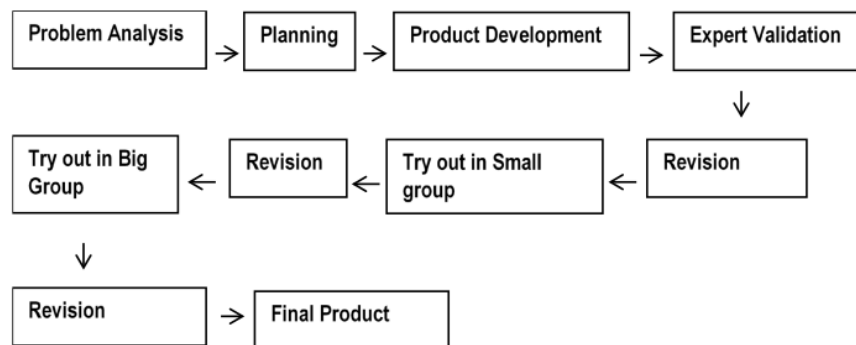 Problem Analysis
Planning
Product Development
Expert Validation
Revision
Try out in Small
group
Revision
Try out in Big
Group
Revision
Final Product